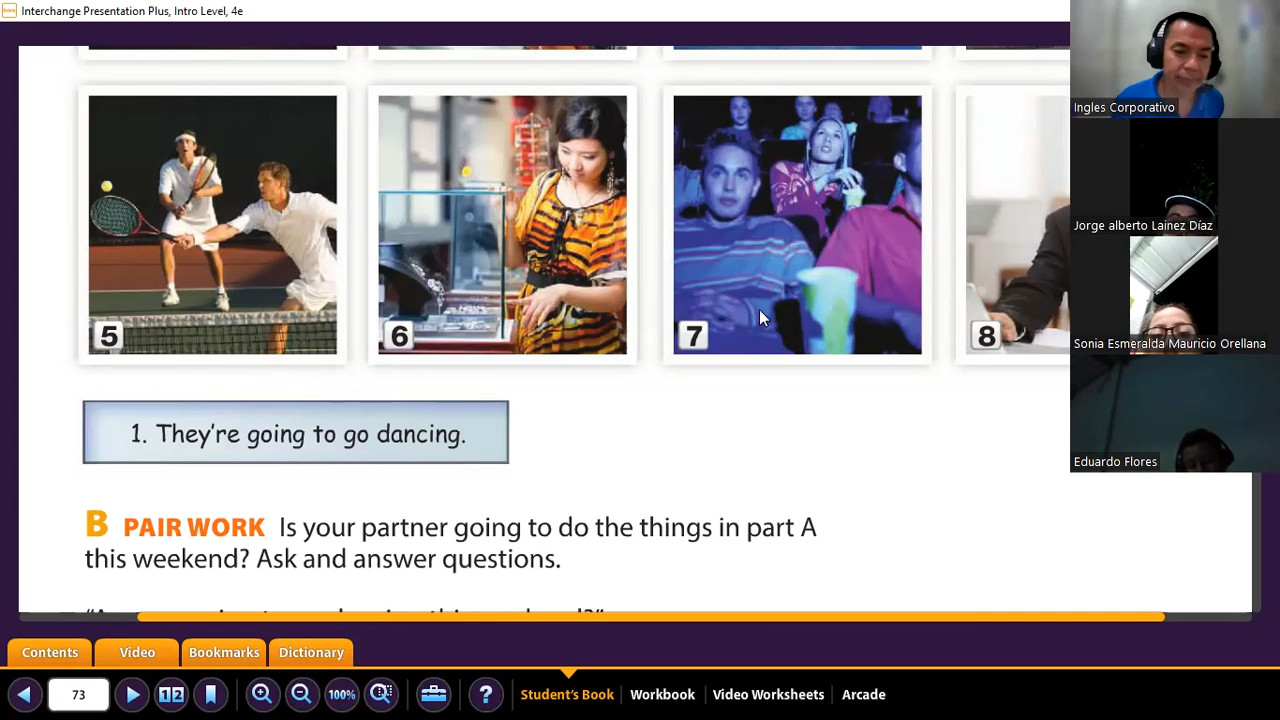 Interchange Presentation Plus, Intro Level, 4e
5
6
7
8
1. They're going to go dancing.
B PAIR WORK Is your partner going to do the things in part A
this weekend? Ask and answer questions.
Ingles Corporativo
Jorge alberto Lainez Díaz
Sonia Esmeralda Mauricio Orellana
Eduardo Flores
Contents
Video
Bookmarks
Dictionary
73
1 2
100%
?
Student's Book
Workbook
Video Worksheets
Arcade